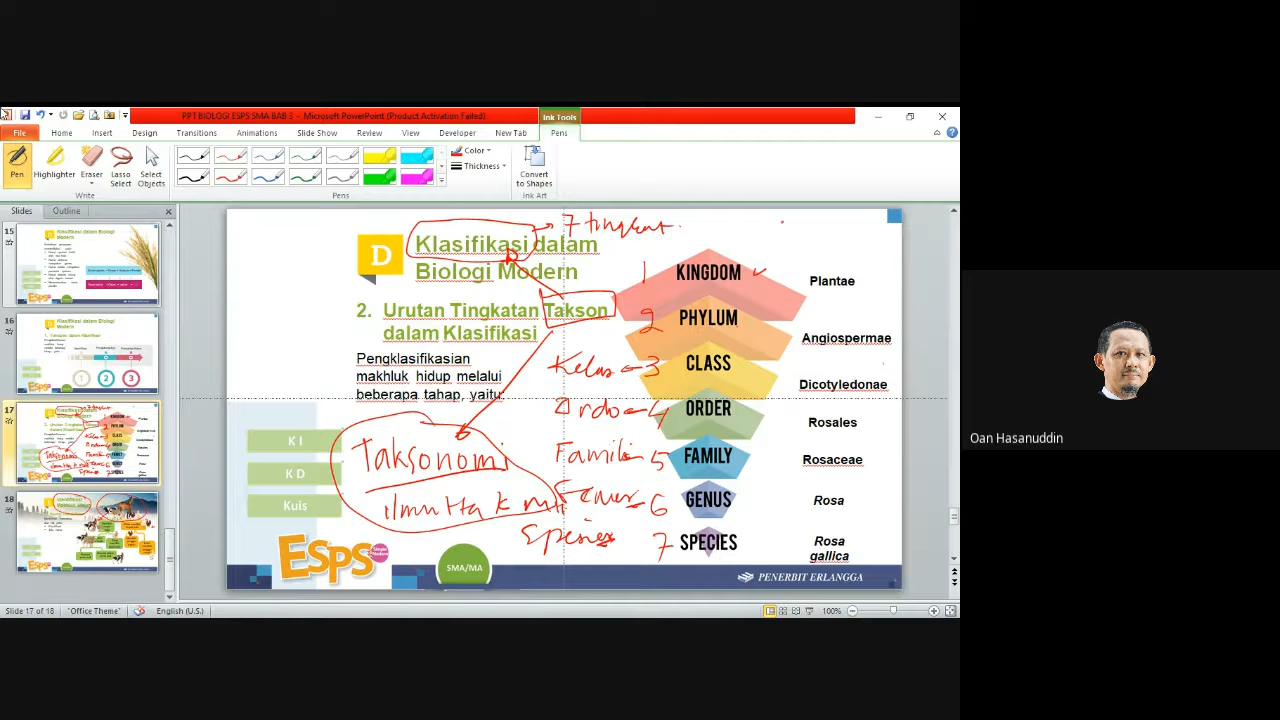 PPT BIOLOGI ESPS SMA BAB 3 - Microsoft PowerPoint (Product Activation Failed)
Ink Tools
File Home Insert Design Transitions Animations Slide Show Review View Developer New Tab Pens
Pen Highlighter Eraser Lasso Select Select Objects
Color
Thickness
Convert to Shapes
Write
Pens
Ink Art
Slides Outline
15
16
17
18
7 tingkat.
D
Klasifikasi dalam
Biologi Modern
2. Urutan Tingkatan Takson
dalam Klasifikasi
Pengklasifikasian
makhluk hidup melalui
beberapa tahap, yaitu
1 KINGDOM Plantae
2 PHYLUM Angiospermae
Kelas 3 CLASS Dicotyledonae
Ordo 4 ORDER Rosales
Famili 5 FAMILY Rosaceae
Genus 6 GENUS Rosa
Spesies 7 SPECIES Rosa
gallica
K I
K D
Kuis
Taksonomi
Esps
SMA/MA
PENERBIT ERLANGGA
Slide 17 of 18 "Office Theme" English (U.S.) 100%
Oan Hasanuddin